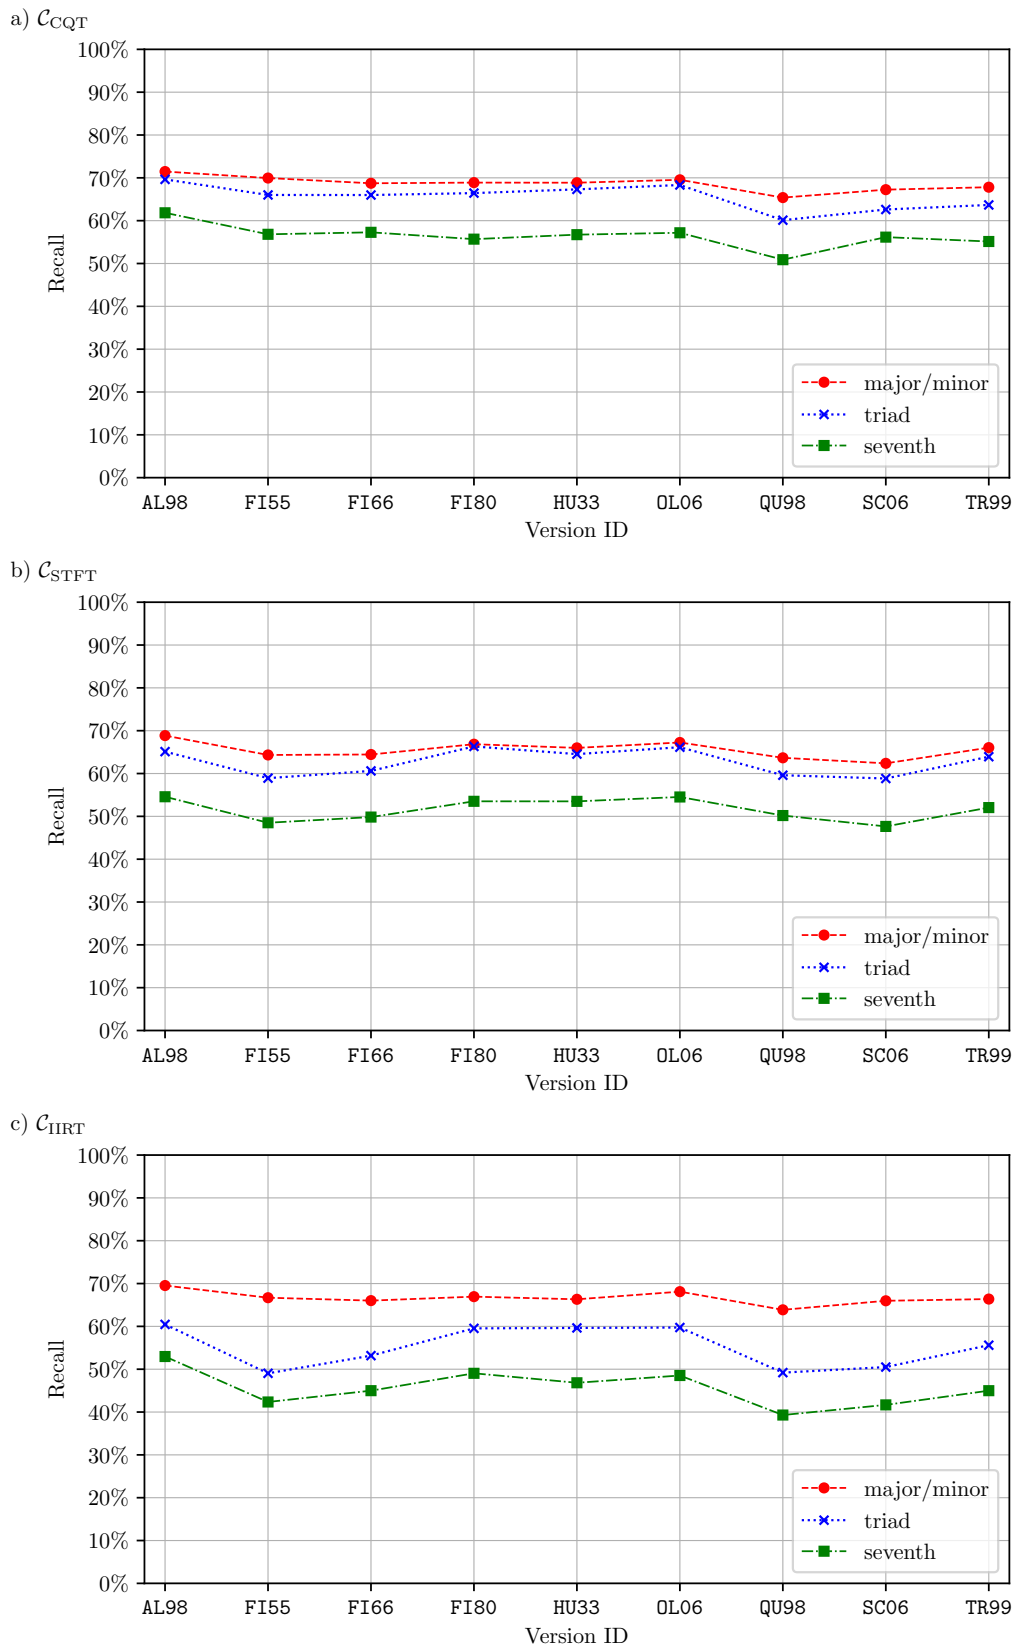 a) C_CQT
100%
90%
80%
70%
60%
50%
40%
30%
20%
10%
0%
Recall
major/minor
triad
seventh
AL98 FI55 FI66 FI80 HU33 OL06 QU98 SC06 TR99
Version ID
b) C_STFT
100%
90%
80%
70%
60%
50%
40%
30%
20%
10%
0%
Recall
major/minor
triad
seventh
AL98 FI55 FI66 FI80 HU33 OL06 QU98 SC06 TR99
Version ID
c) C_IIRT
100%
90%
80%
70%
60%
50%
40%
30%
20%
10%
0%
Recall
major/minor
triad
seventh
AL98 FI55 FI66 FI80 HU33 OL06 QU98 SC06 TR99
Version ID